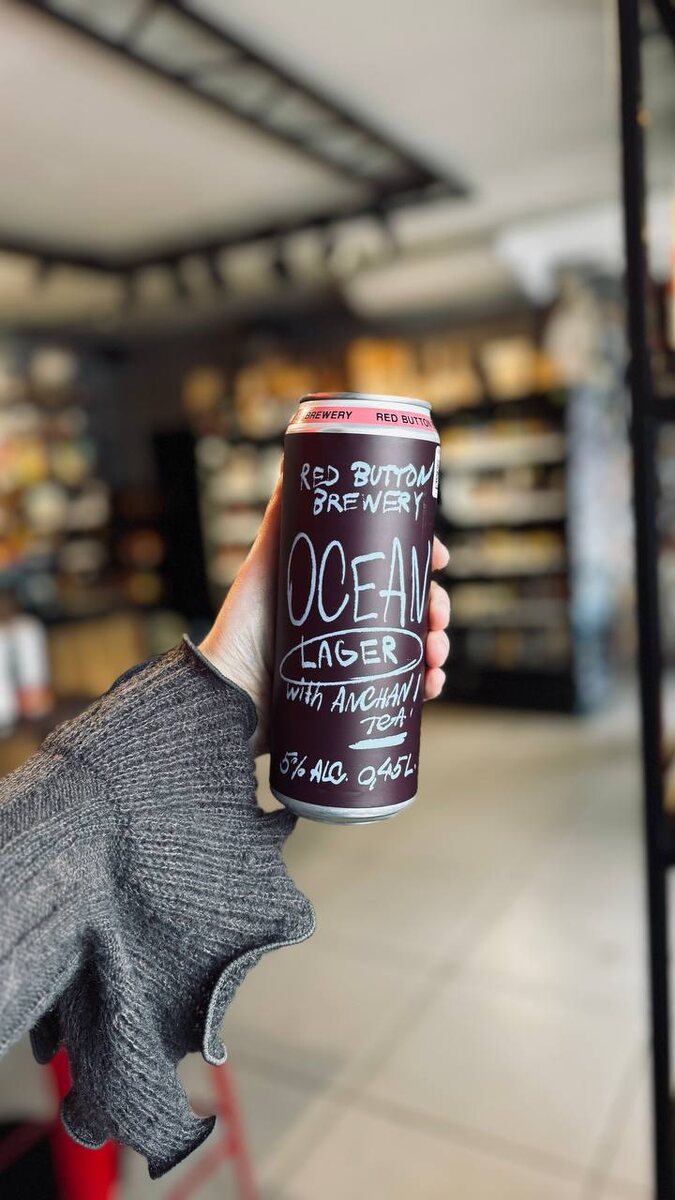 BREWERY RED BUTTON
RED BUTTON
BREWERY
OCEAN
LAGER
with ANCHAN!
TEA!
5% ALC. 0,45L.